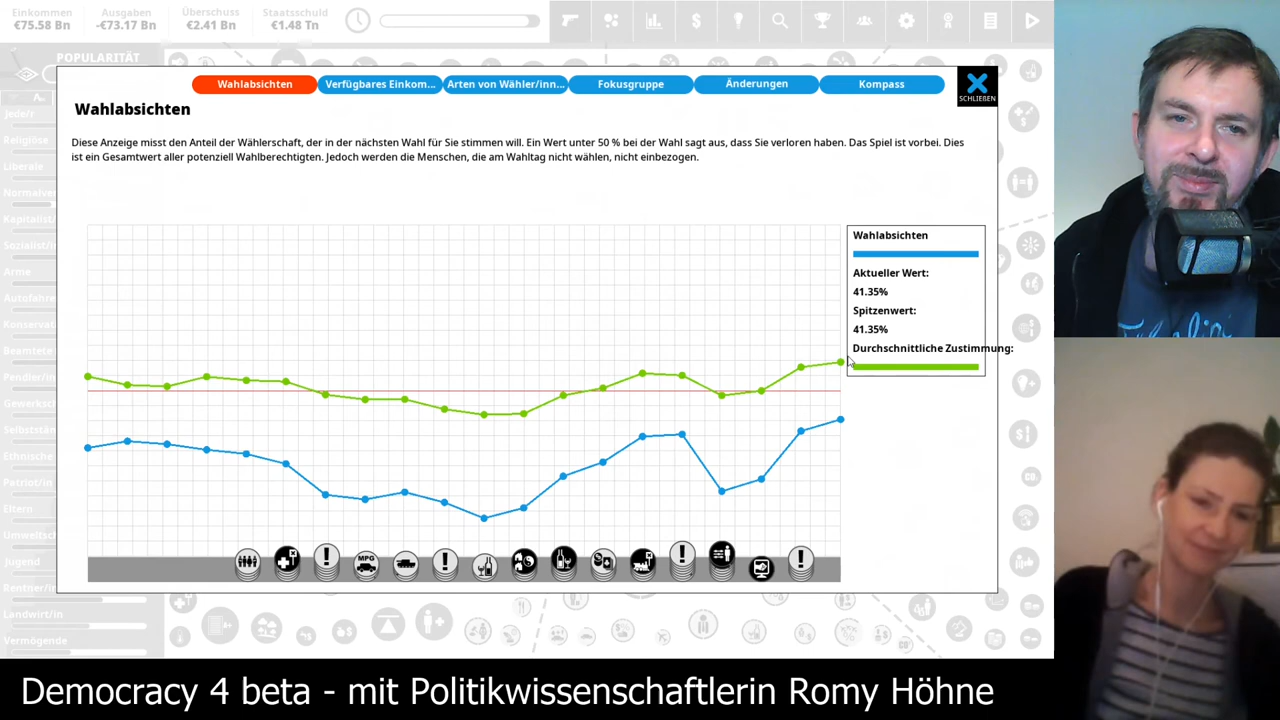 Einkommen
Ausgaben
Überschuss
Staatsschuld
€75.58 Bn
-€73.17 Bn
€2.41 Bn
€1.48 Tn
POPULARITÄT
Wahlabsichten
Verfügbares Einkom...
Arten von Wähler/inn...
Fokusgruppe
Änderungen
Kompass
SCHLIEßEN
Wahlabsichten
Diese Anzeige misst den Anteil der Wählerschaft, der in der nächsten Wahl für Sie stimmen will. Ein Wert unter 50 % bei der Wahl sagt aus, dass Sie verloren haben. Das Spiel ist vorbei. Dies
ist ein Gesamtwert aller potenziell Wahlberechtigten. Jedoch werden die Menschen, die am Wahltag nicht wählen, nicht einbezogen.
Jede/r
Religiöse
Liberale
Normalver
Kapitalist/
Sozialist/i
Arme
Autofahre
Konservat
Beamtete
Pendler/in
Gewerksch
Selbststän
Ethnische
Patriot/in
Eltern
Umweltsch
Jugend
Rentner/in
Landwirt/in
Vermögende
Wahlabsichten
Aktueller Wert:
41.35%
Spitzenwert:
41.35%
Durchschnittliche Zustimmung:
MPG
Democracy 4 beta - mit Politikwissenschaftlerin Romy Höhne